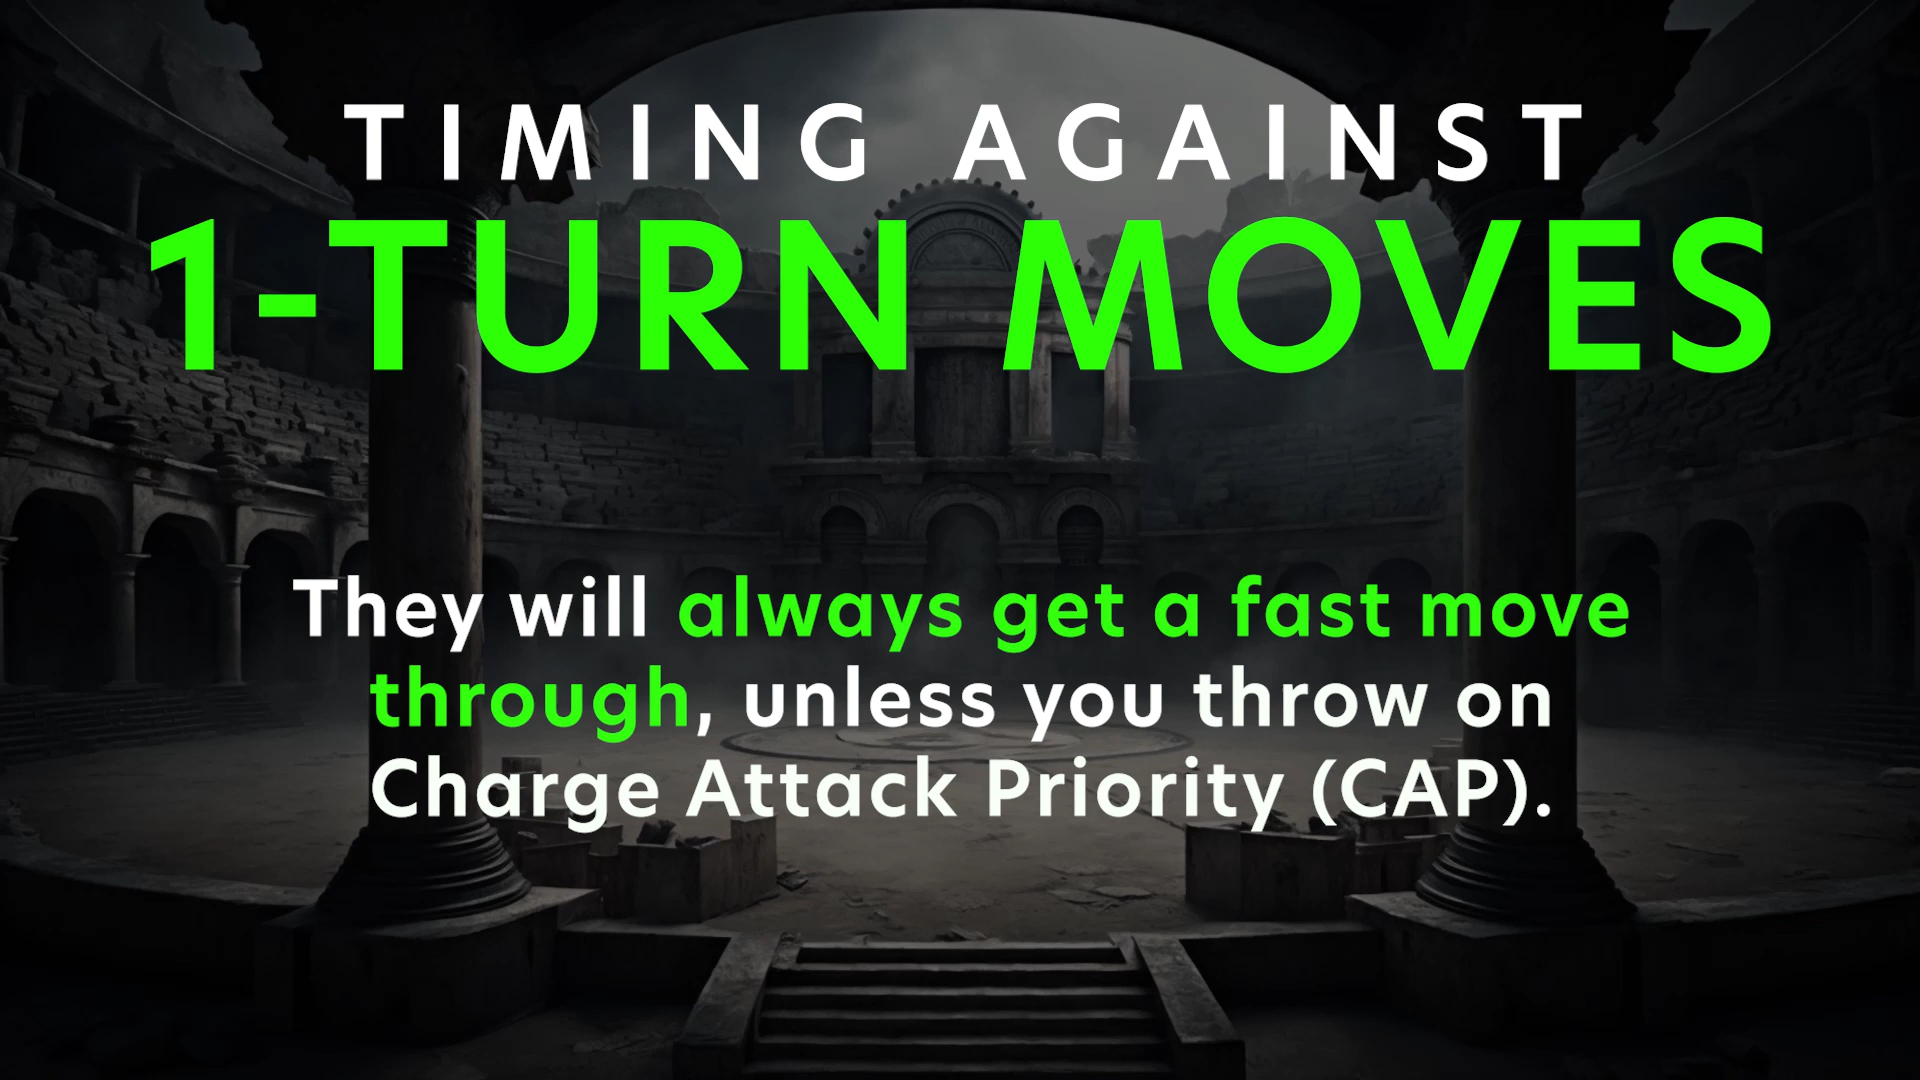 TIMING AGAINST
1-TURN MOVES
They will always get a fast move
through, unless you throw on
Charge Attack Priority (CAP).